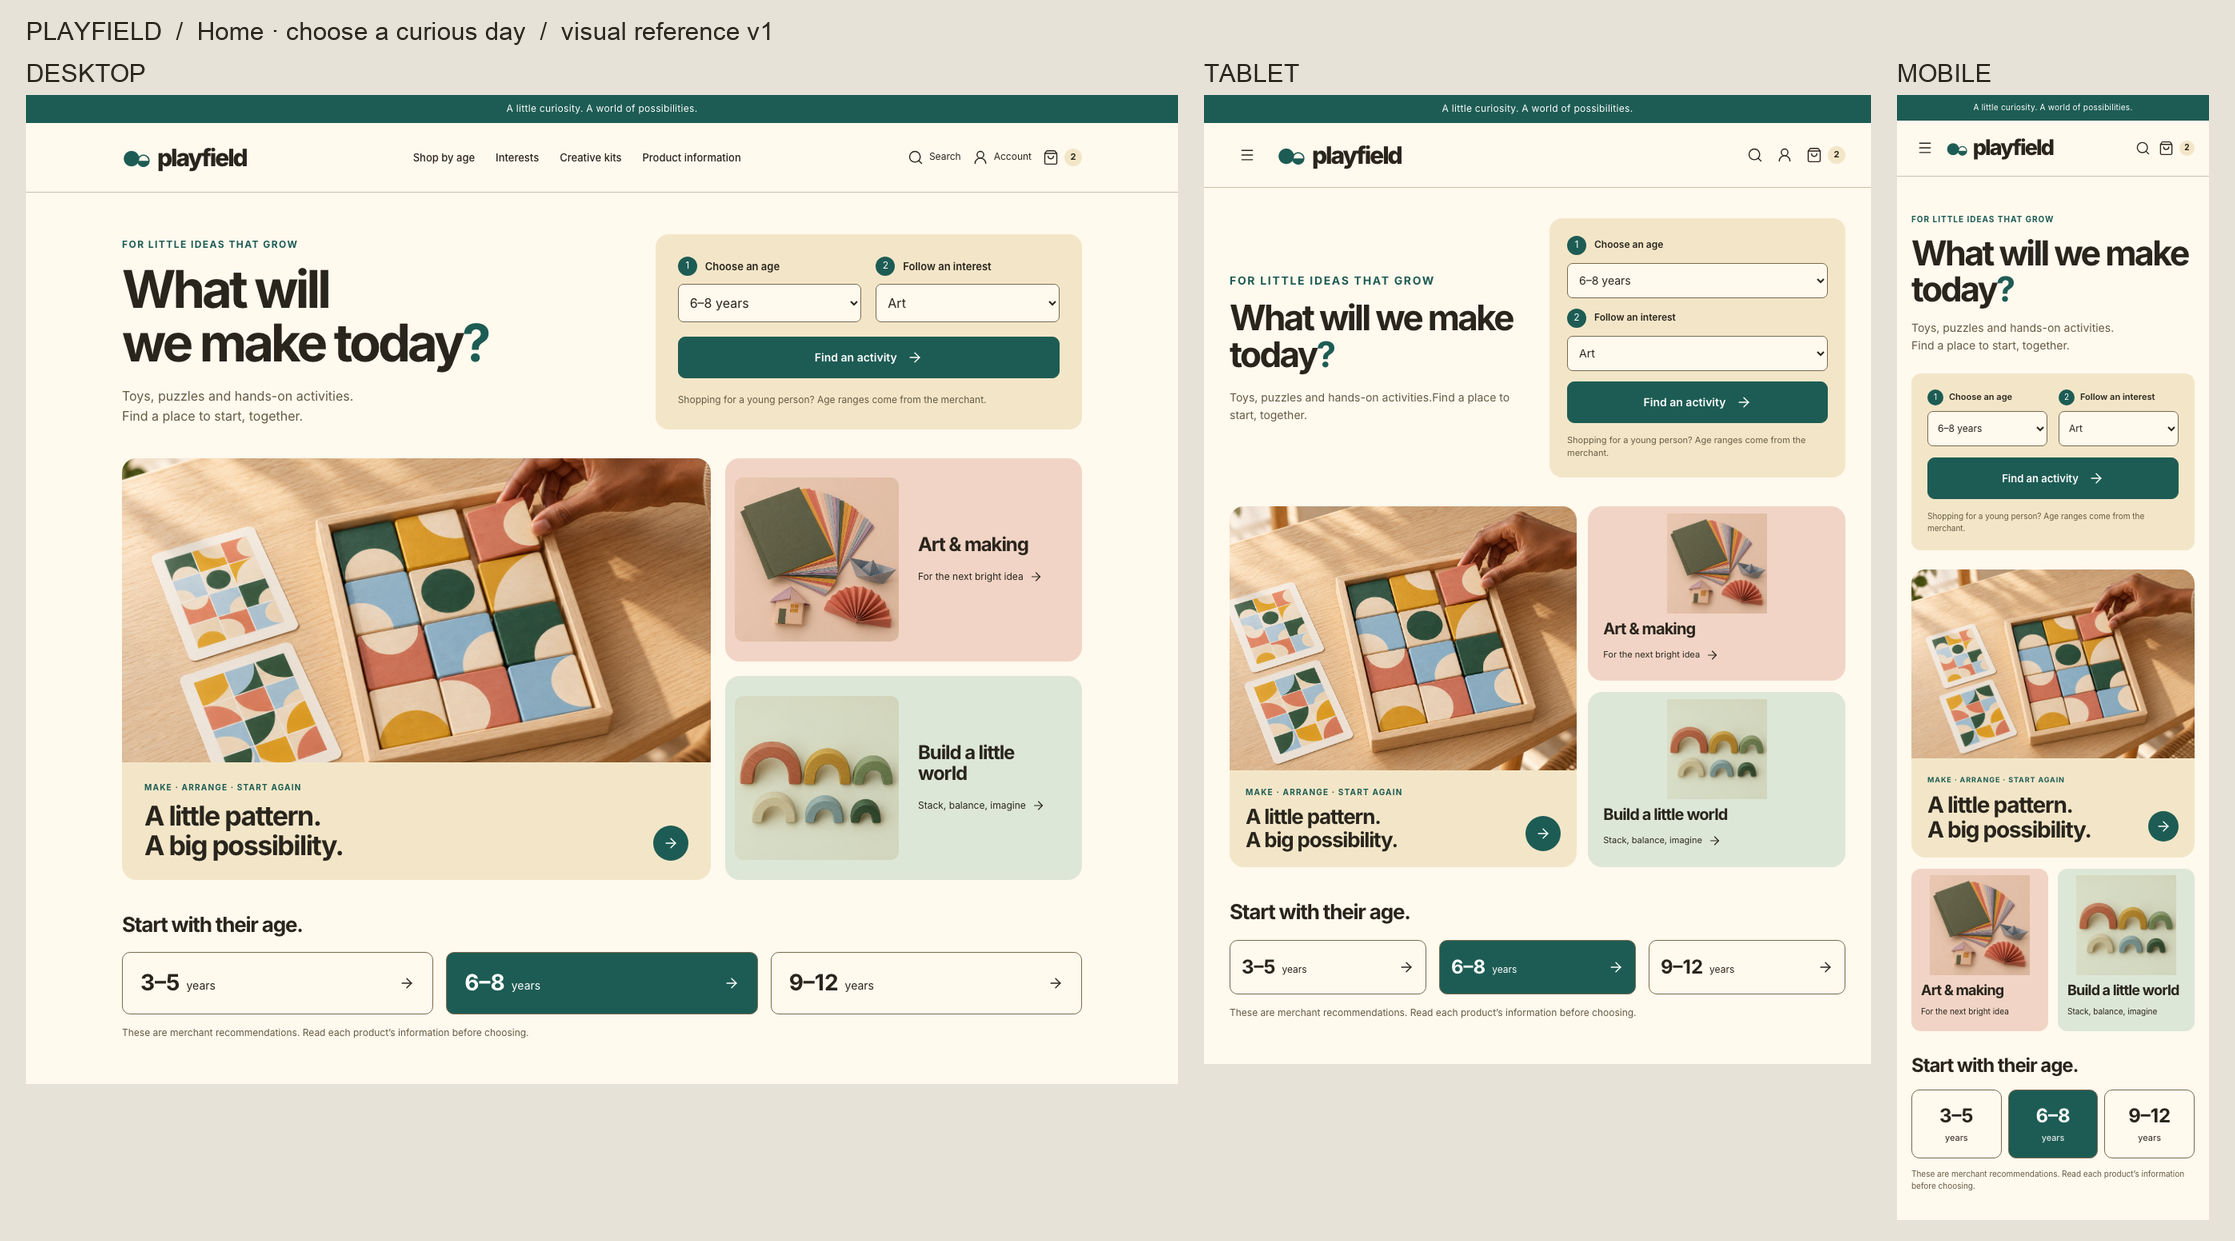 PLAYFIELD / Home · choose a curious day / visual reference v1
DESKTOP
A little curiosity. A world of possibilities.
playfield
Shop by age
Interests
Creative kits
Product information
Search
Account
2
FOR LITTLE IDEAS THAT GROW
What will
we make today?
Toys, puzzles and hands-on activities.
Find a place to start, together.
1 Choose an age
6–8 years
2 Follow an interest
Art
Find an activity
Shopping for a young person? Age ranges come from the merchant.
MAKE · ARRANGE · START AGAIN
A little pattern.
A big possibility.
Art & making
For the next bright idea
Build a little
world
Stack, balance, imagine
Start with their age.
3–5 years
6–8 years
9–12 years
These are merchant recommendations. Read each product’s information before choosing.
TABLET
A little curiosity. A world of possibilities.
playfield
2
FOR LITTLE IDEAS THAT GROW
What will we make
today?
Toys, puzzles and hands-on activities.Find a place to
start, together.
1 Choose an age
6–8 years
2 Follow an interest
Art
Find an activity
Shopping for a young person? Age ranges come from the
merchant.
MAKE · ARRANGE · START AGAIN
A little pattern.
A big possibility.
Art & making
For the next bright idea
Build a little world
Stack, balance, imagine
Start with their age.
3–5 years
6–8 years
9–12 years
These are merchant recommendations. Read each product’s information before choosing.
MOBILE
A little curiosity. A world of possibilities.
playfield
2
FOR LITTLE IDEAS THAT GROW
What will we make
today?
Toys, puzzles and hands-on activities.
Find a place to start, together.
1 Choose an age
6–8 years
2 Follow an interest
Art
Find an activity
Shopping for a young person? Age ranges come from the
merchant.
MAKE · ARRANGE · START AGAIN
A little pattern.
A big possibility.
Art & making
For the next bright idea
Build a little world
Stack, balance, imagine
Start with their age.
3–5
years
6–8
years
9–12
years
These are merchant recommendations. Read each product’s information
before choosing.